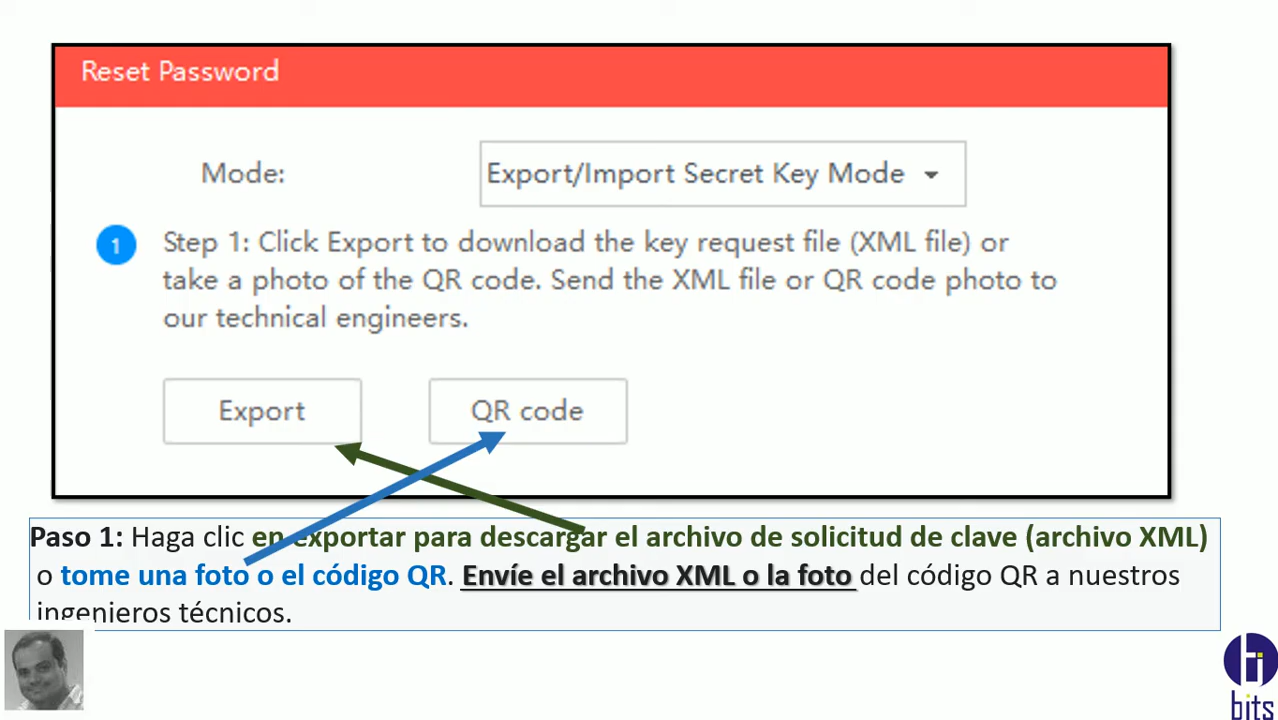 Reset Password
Mode:
Export/Import Secret Key Mode
1
Step 1: Click Export to download the key request file (XML file) or
take a photo of the QR code. Send the XML file or QR code photo to
our technical engineers.
Export
QR code
Paso 1: Haga clic en exportar para descargar el archivo de solicitud de clave (archivo XML)
o tome una foto o el código QR. Envíe el archivo XML o la foto del código QR a nuestros
ingenieros técnicos.
bits